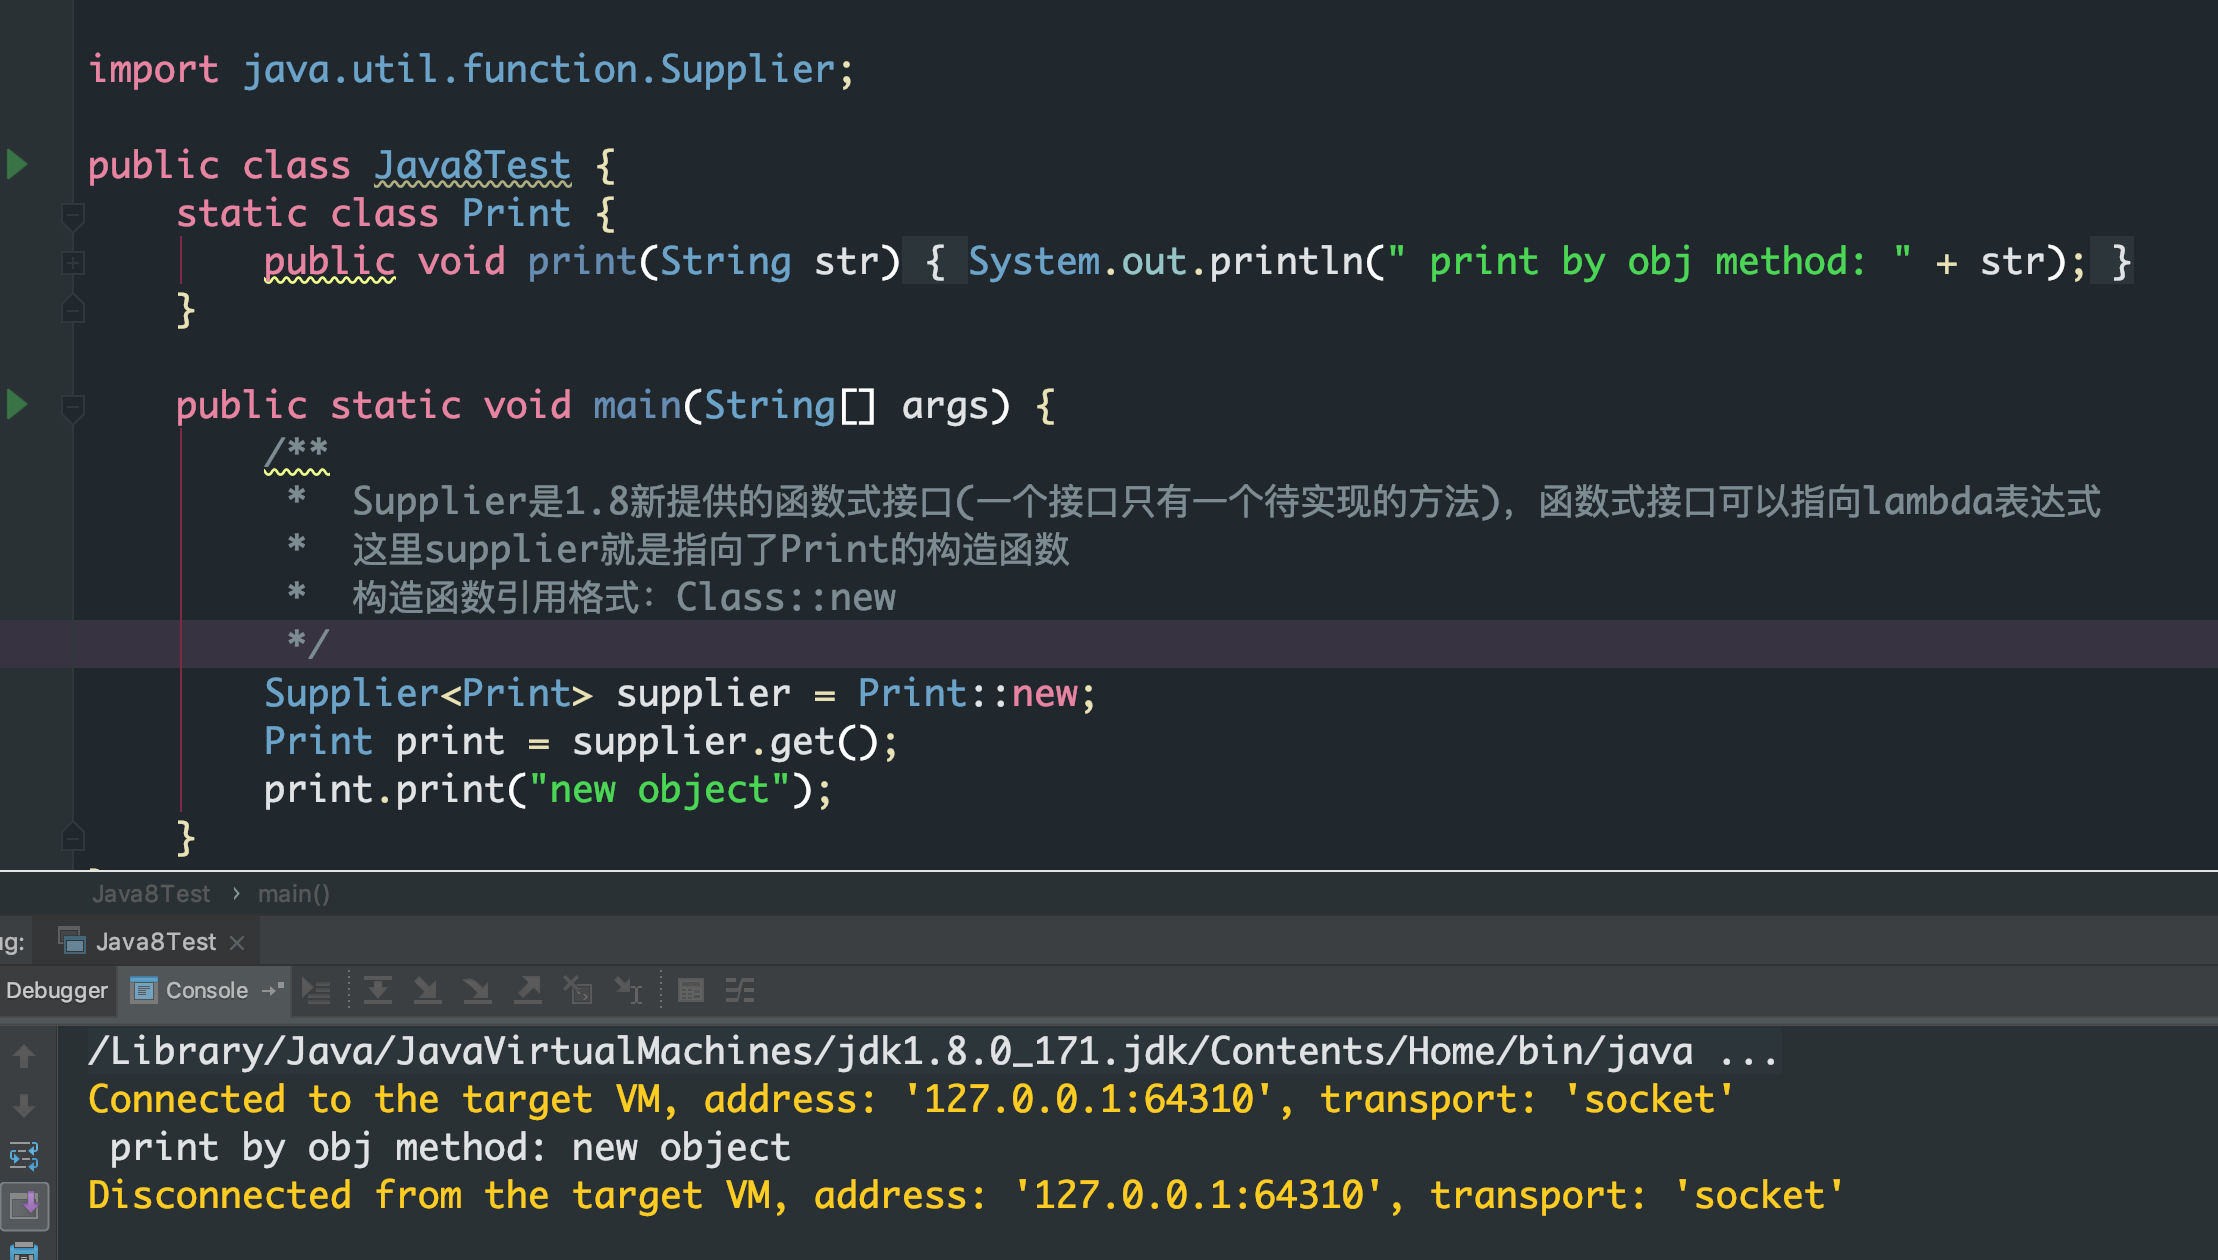 import java.util.function.Supplier;
public class Java8Test {
static class Print {
public void print(String str) { System.out.println(" print by obj method: " + str); }
}
public static void main(String[] args) {
/**
* Supplier是1.8新提供的函数式接口(一个接口只有一个待实现的方法)，函数式接口可以指向lambda表达式
* 这里supplier就是指向了Print的构造函数
* 构造函数引用格式：Class::new
*/
Supplier<Print> supplier = Print::new;
Print print = supplier.get();
print.print("new object");
}
Java8Test › main()
ug: Java8Test ×
Debugger Console
/Library/Java/JavaVirtualMachines/jdk1.8.0_171.jdk/Contents/Home/bin/java ...
Connected to the target VM, address: '127.0.0.1:64310', transport: 'socket'
print by obj method: new object
Disconnected from the target VM, address: '127.0.0.1:64310', transport: 'socket'